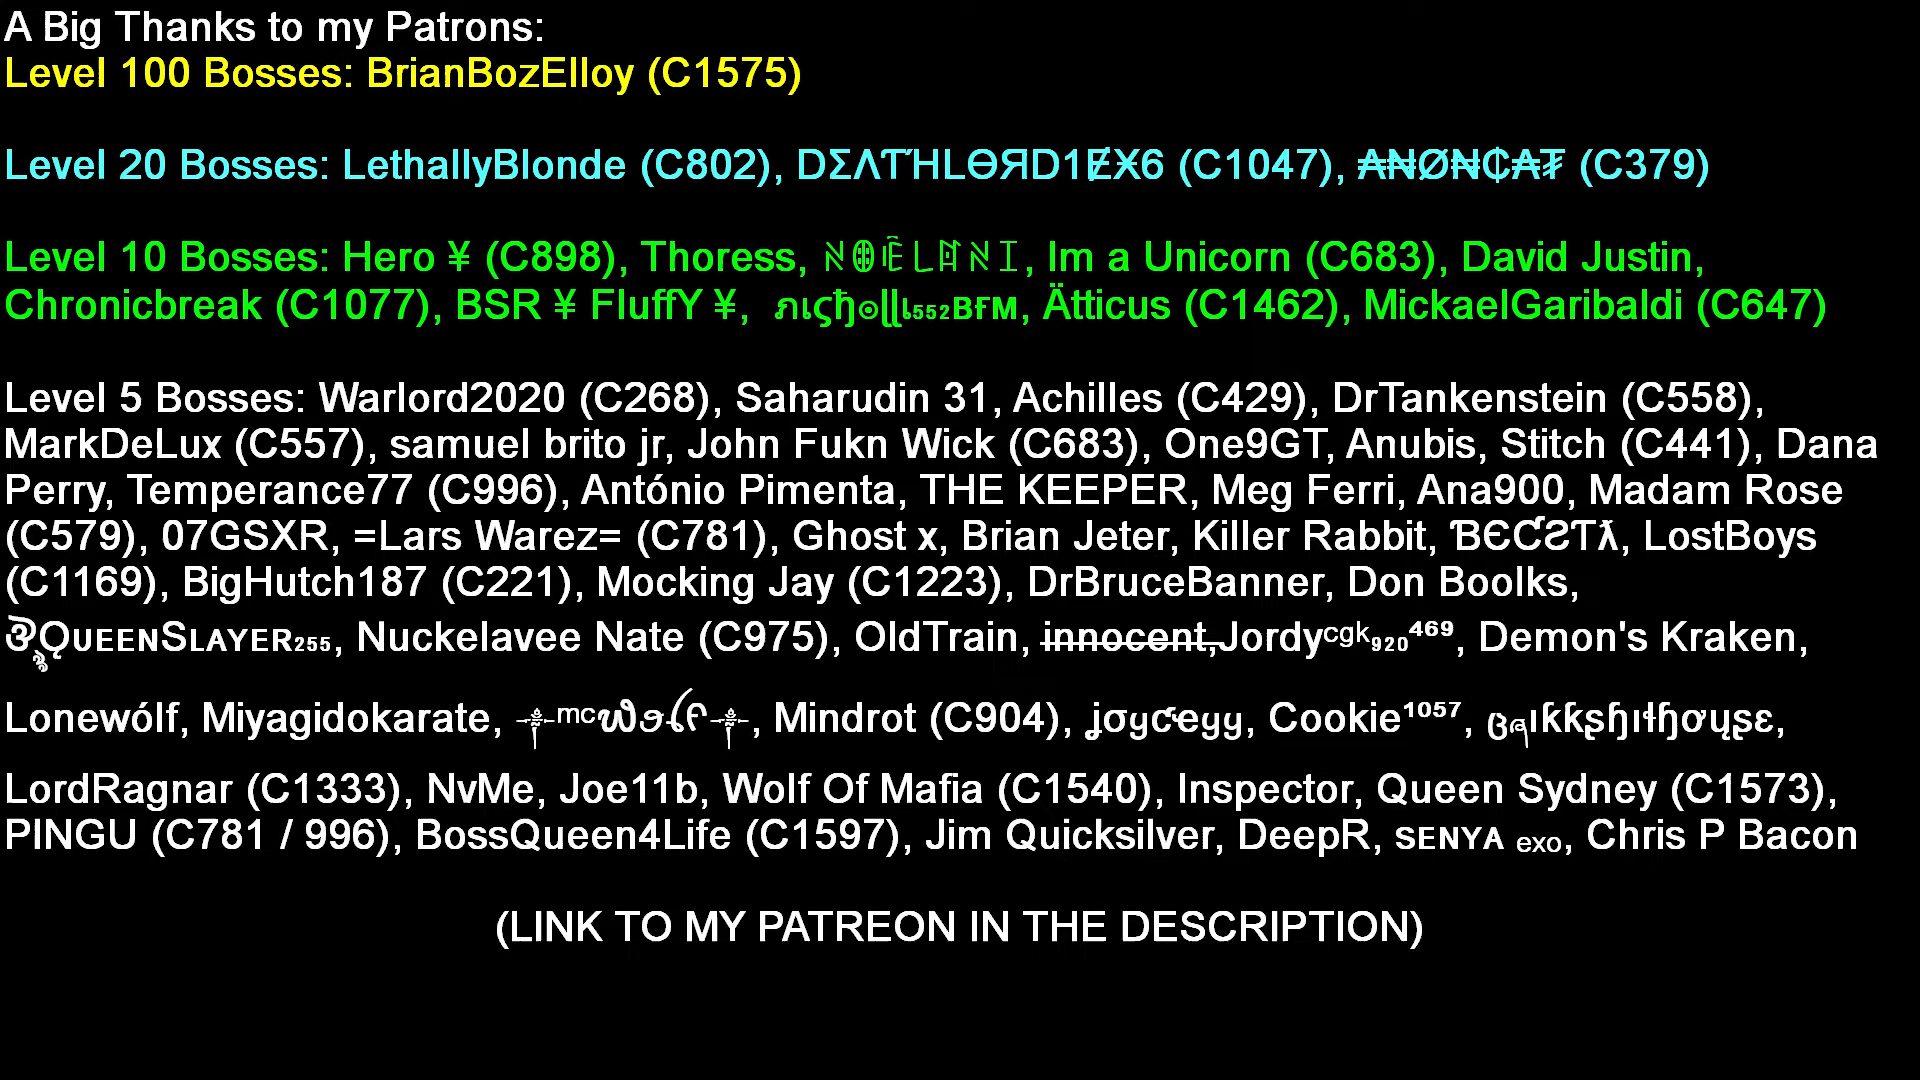 A Big Thanks to my Patrons:
Level 100 Bosses: BrianBozElloy (C1575)
Level 20 Bosses: LethallyBlonde (C802), DΣΛƬΉLӨЯD1ɆӾ6 (C1047), ₳₦Ø₦₵₳₮ (C379)
Level 10 Bosses: Hero ¥ (C898), Thoress, Im a Unicorn (C683), David Justin,
Chronicbreak (C1077), BSR ¥ FluffY ¥, Ätticus (C1462), MickaelGaribaldi (C647)
Level 5 Bosses: Warlord2020 (C268), Saharudin 31, Achilles (C429), DrTankenstein (C558),
MarkDeLux (C557), samuel brito jr, John Fukn Wick (C683), One9GT, Anubis, Stitch (C441), Dana
Perry, Temperance77 (C996), António Pimenta, THE KEEPER, Meg Ferri, Ana900, Madam Rose
(C579), 07GSXR, =Lars Warez= (C781), Ghost x, Brian Jeter, Killer Rabbit, ƁЄƇƧƬƛ, LostBoys
(C1169), BigHutch187 (C221), Mocking Jay (C1223), DrBruceBanner, Don Boolks,
QᴜᴇᴇɴSʟᴀʏᴇʀ₂₅₅, Nuckelavee Nate (C975), OldTrain, i̶n̶n̶o̶c̶e̶n̶t̶,̶Jordyᶜᵍᵏ₉₂₀⁴⁶⁹, Demon's Kraken,
Lonewólf, Miyagidokarate, Mindrot (C904), ʝσყƈҽყყ, Cookie¹⁰⁵⁷,
LordRagnar (C1333), NvMe, Joe11b, Wolf Of Mafia (C1540), Inspector, Queen Sydney (C1573),
PINGU (C781 / 996), BossQueen4Life (C1597), Jim Quicksilver, DeepR, sᴇɴʏᴀ ₑₓₒ, Chris P Bacon
(LINK TO MY PATREON IN THE DESCRIPTION)